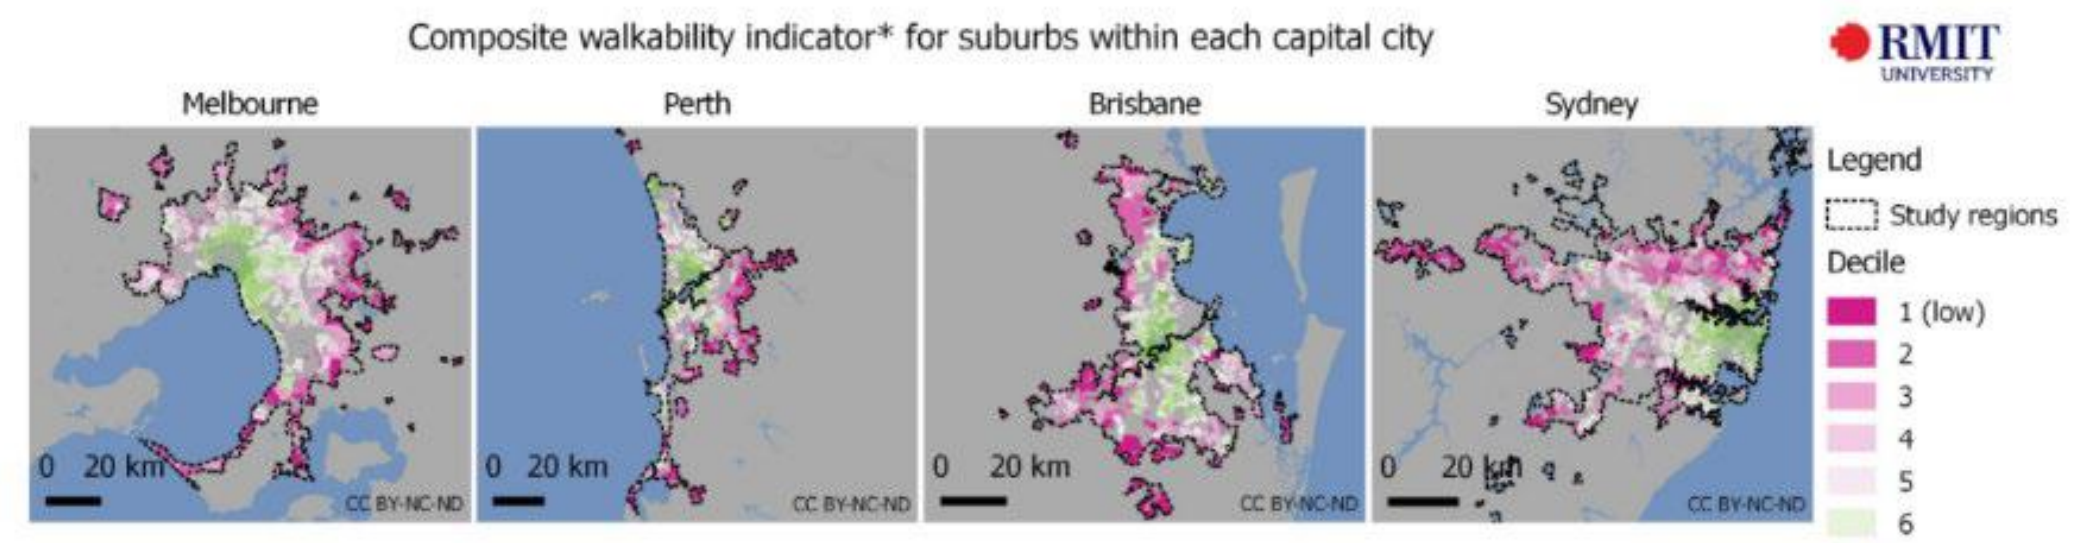 Composite walkability indicator* for suburbs within each capital city
RMIT
UNIVERSITY
Melbourne
Perth
Brisbane
Sydney
0 20 km
CC BY-NC-ND
0 20 km
CC BY-NC-ND
0 20 km
CC BY-NC-ND
0 20 km
CC BY-NC-ND
Legend
Study regions
Decile
1 (low)
2
3
4
5
6